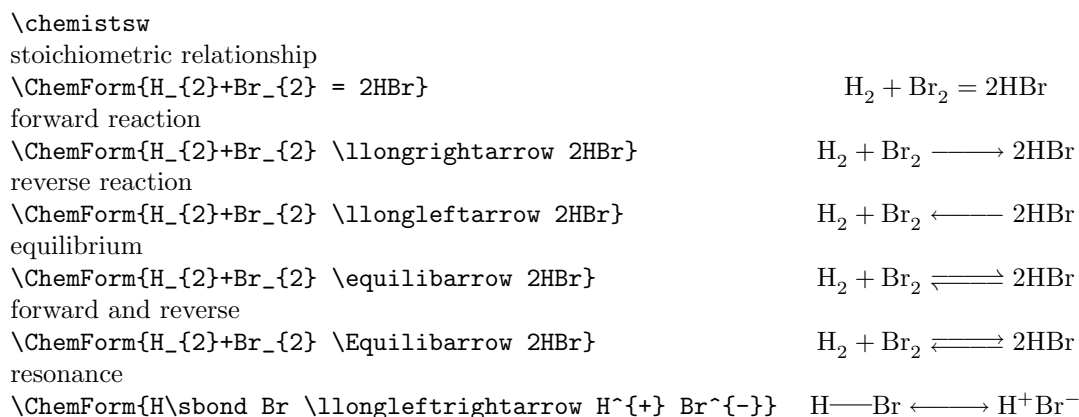 \chemistsw
stoichiometric relationship
\ChemForm{H_{2}+Br_{2} = 2HBr} H₂ + Br₂ = 2HBr
forward reaction
\ChemForm{H_{2}+Br_{2} \llongrightarrow 2HBr} H₂ + Br₂ ⟶ 2HBr
reverse reaction
\ChemForm{H_{2}+Br_{2} \llongleftarrow 2HBr} H₂ + Br₂ ⟵ 2HBr
equilibrium
\ChemForm{H_{2}+Br_{2} \equilibarrow 2HBr} H₂ + Br₂ ⇌ 2HBr
forward and reverse
\ChemForm{H_{2}+Br_{2} \Equilibarrow 2HBr} H₂ + Br₂ ⇄ 2HBr
resonance
\ChemForm{H\sbond Br \llongleftrightarrow H^{+} Br^{-}} H—Br ⟷ H⁺Br⁻